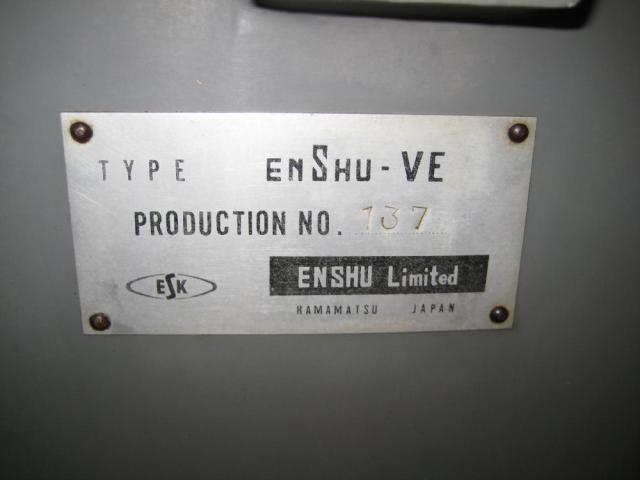 TYPE ENSHU-VE
PRODUCTION NO. 137
ESK
ENSHU Limited
HAMAMATSU JAPAN